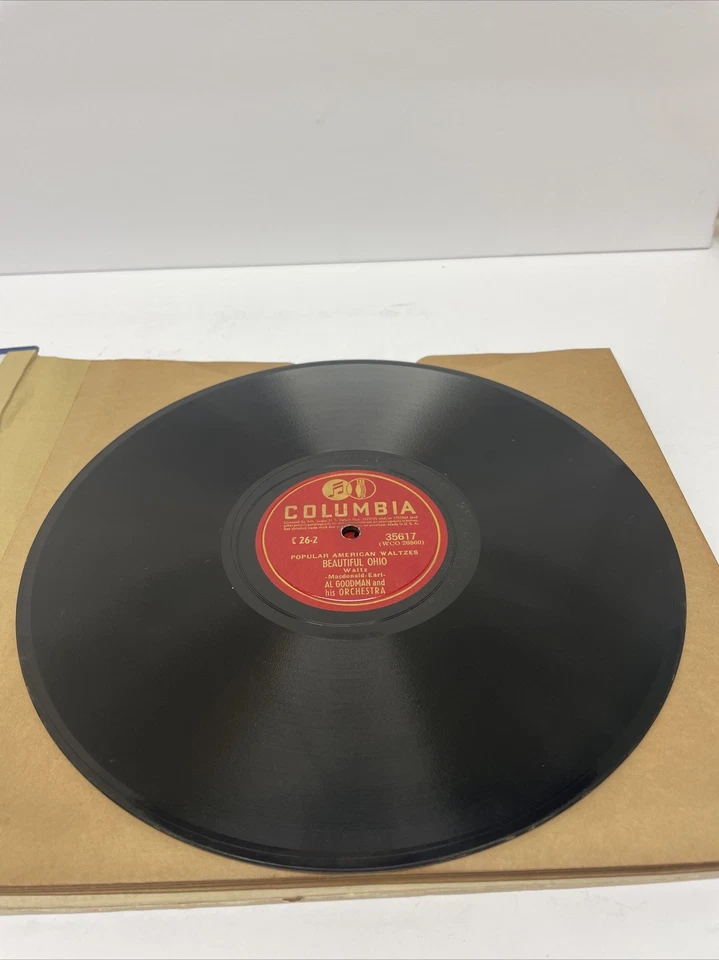 COLUMBIA
C 26-2
35617
(WCO 26860)
POPULAR AMERICAN WALTZES
BEAUTIFUL OHIO
Waltz
-Macdonald-Earl-
AL GOODMAN and
his ORCHESTRA